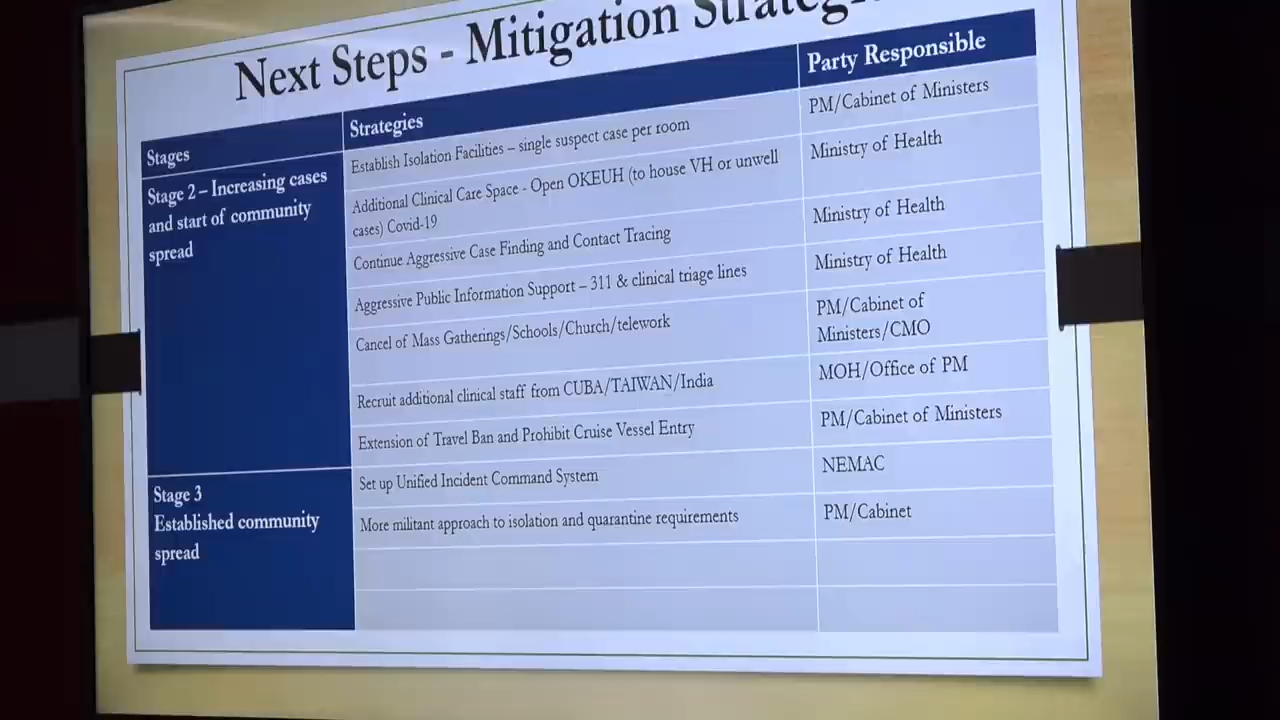 Next Steps - Mitigation
Stages
Strategies
Party Responsible
Stage 2 – Increasing cases
and start of community
spread
Establish Isolation Facilities – single suspect case per room
PM/Cabinet of Ministers
Additional Clinical Care Space - Open OKEUH (to house VH or unwell
cases) Covid-19
Ministry of Health
Continue Aggressive Case Finding and Contact Tracing
Ministry of Health
Aggressive Public Information Support – 311 & clinical triage lines
Ministry of Health
Cancel of Mass Gatherings/Schools/Church/telework
PM/Cabinet of
Ministers/CMO
Recruit additional clinical staff from CUBA/TAIWAN/India
MOH/Office of PM
Extension of Travel Ban and Prohibit Cruise Vessel Entry
PM/Cabinet of Ministers
Stage 3
Established community
spread
Set up Unified Incident Command System
NEMAC
More militant approach to isolation and quarantine requirements
PM/Cabinet